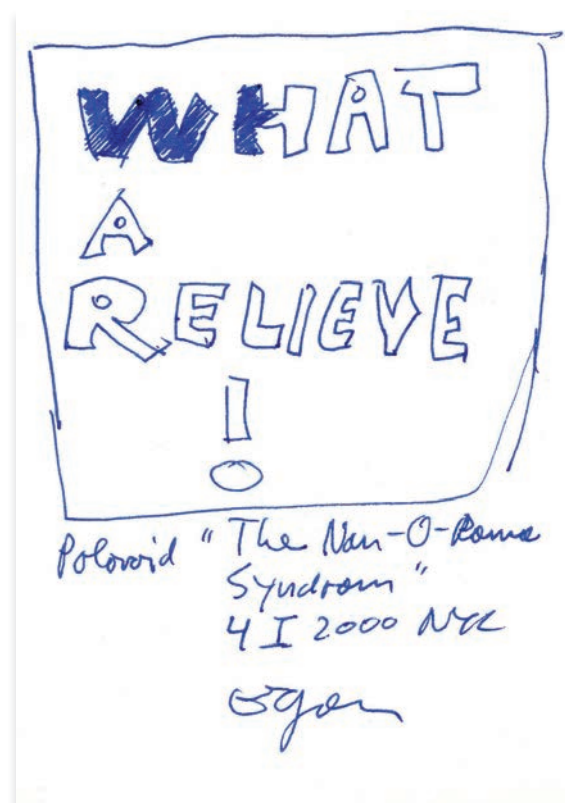 WHAT
A
RELIEVE
!
Polaroid "The Nan-O-Rama
Syndrom"
4 I 2000 NYC